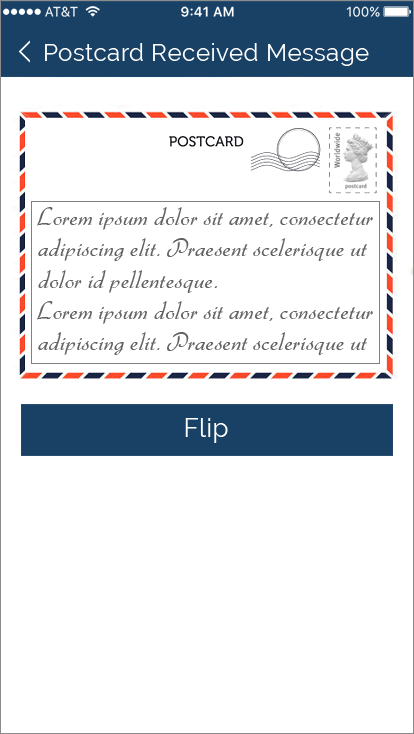 AT&T 9:41 AM 100%
Postcard Received Message
POSTCARD
Worldwide
postcard
Lorem ipsum dolor sit amet, consectetur
adipiscing elit. Praesent scelerisque ut
dolor id pellentesque.
Lorem ipsum dolor sit amet, consectetur
adipiscing elit. Praesent scelerisque ut
Flip